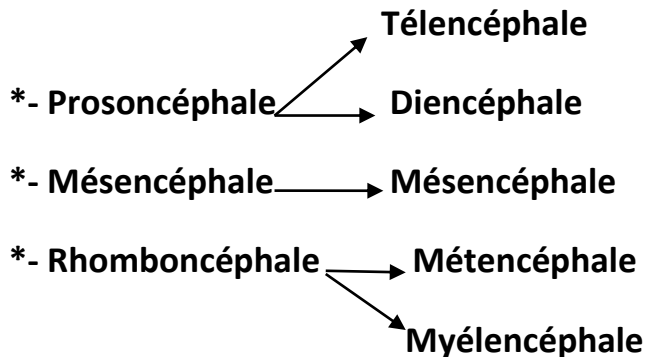 Télencéphale
*- Prosoncéphale Diencéphale
*- Mésencéphale Mésencéphale
*- Rhomboncéphale Métencéphale
Myélencéphale